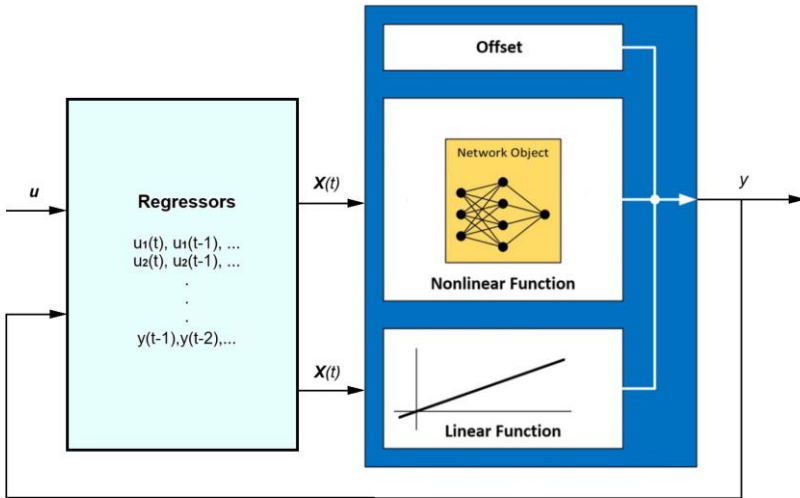 Offset
Network Object
Nonlinear Function
u
Regressors
u₁(t), u₁(t-1), ...
u₂(t), u₂(t-1), ...
.
.
.
y(t-1),y(t-2),...
X(t)
X(t)
y
Linear Function